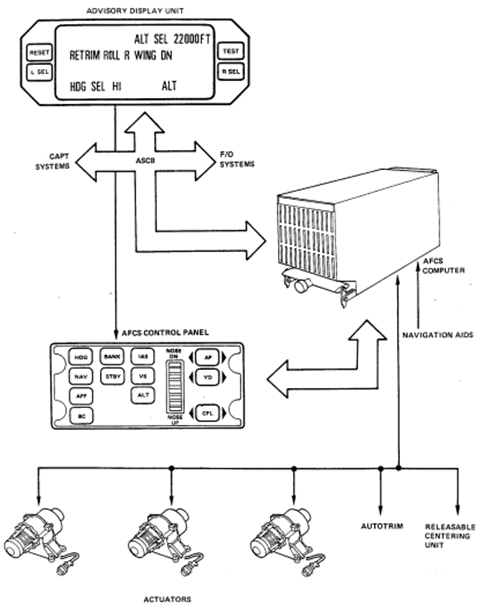 ADVISORY DISPLAY UNIT
ALT SEL 22000FT
RESET
TEST
RETRIM ROLL R WING DN
L SEL
R SEL
HDG SEL HI ALT
CAPT
SYSTEMS
ASCB
F/O
SYSTEMS
AFCS
COMPUTER
NAVIGATION AIDS
AFCS CONTROL PANEL
NOSE
DN
HDG BANK IAS AP
NAV STBY VS YD
APP ALT
BC CPL
NOSE
UP
AUTOTRIM
RELEASABLE
CENTERING
UNIT
ACTUATORS